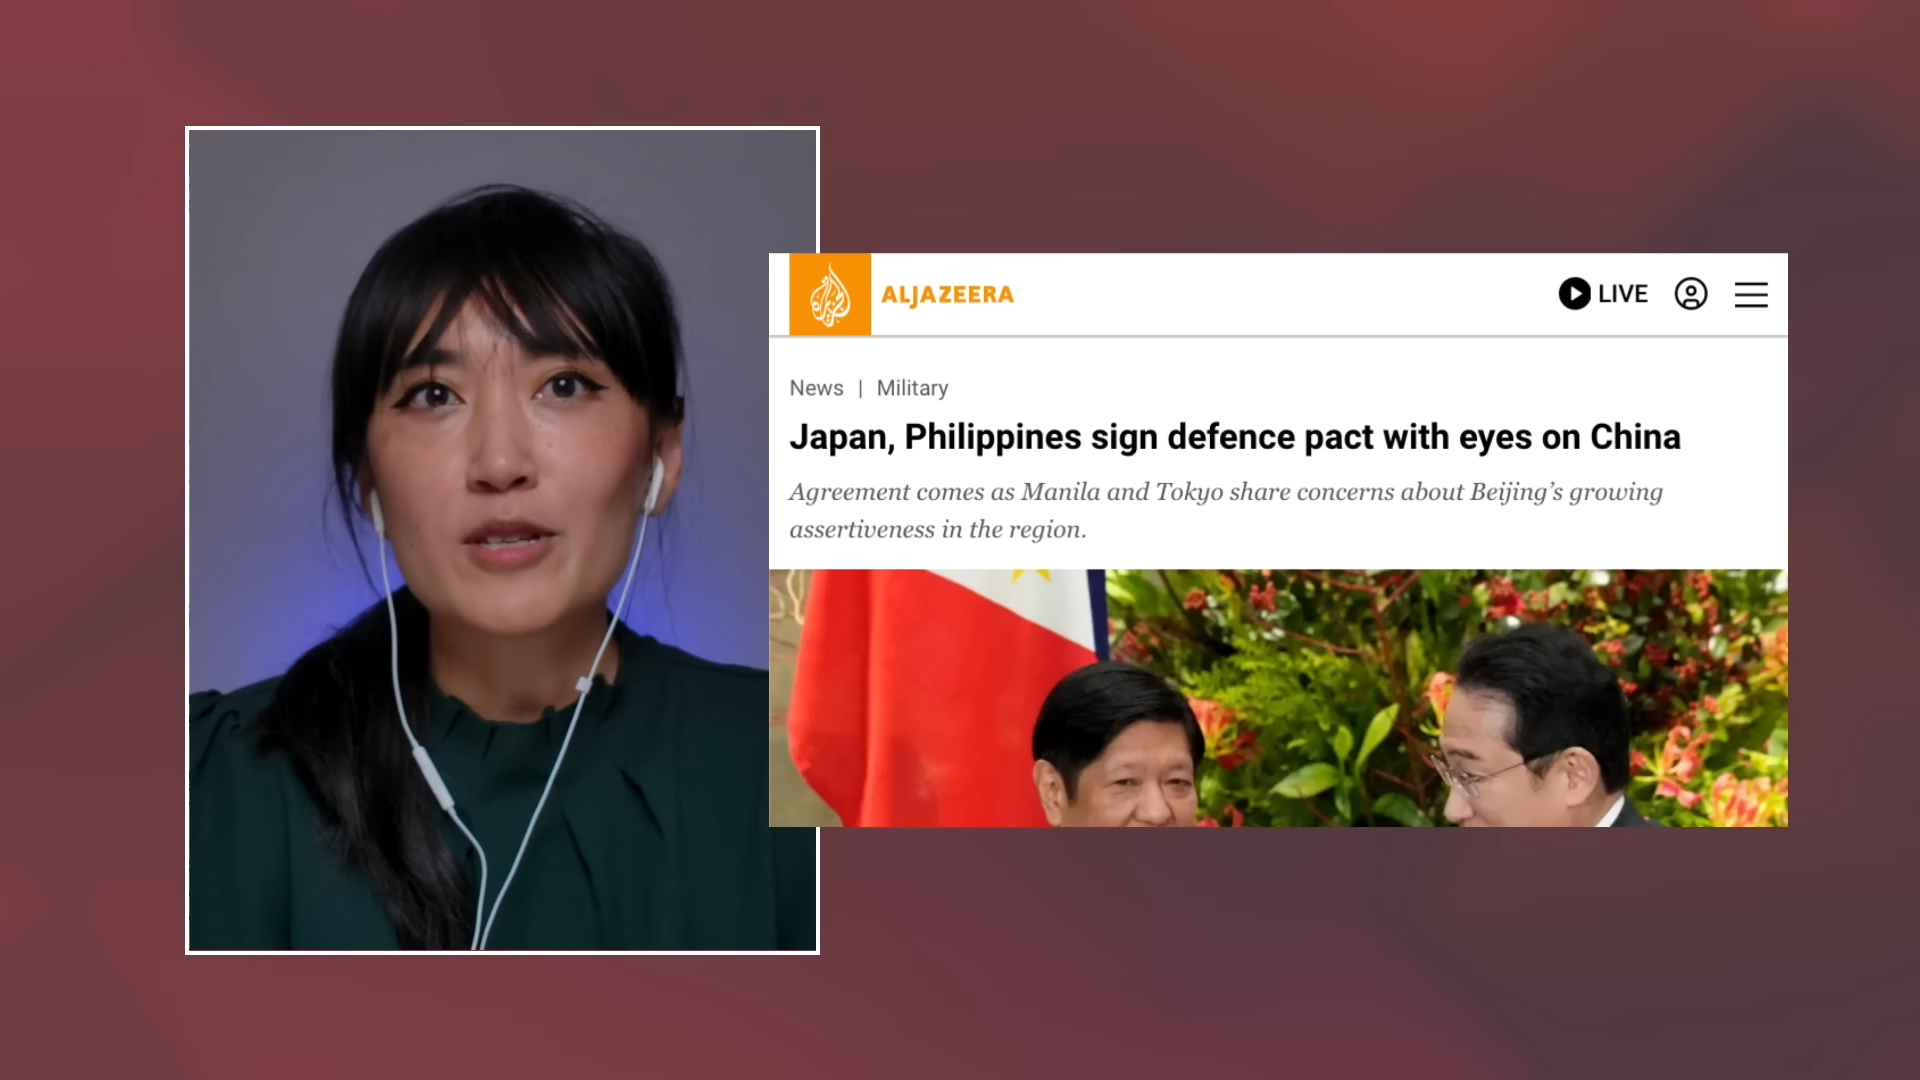 ALJAZEERA
LIVE
News | Military
Japan, Philippines sign defence pact with eyes on China
Agreement comes as Manila and Tokyo share concerns about Beijing’s growing
assertiveness in the region.